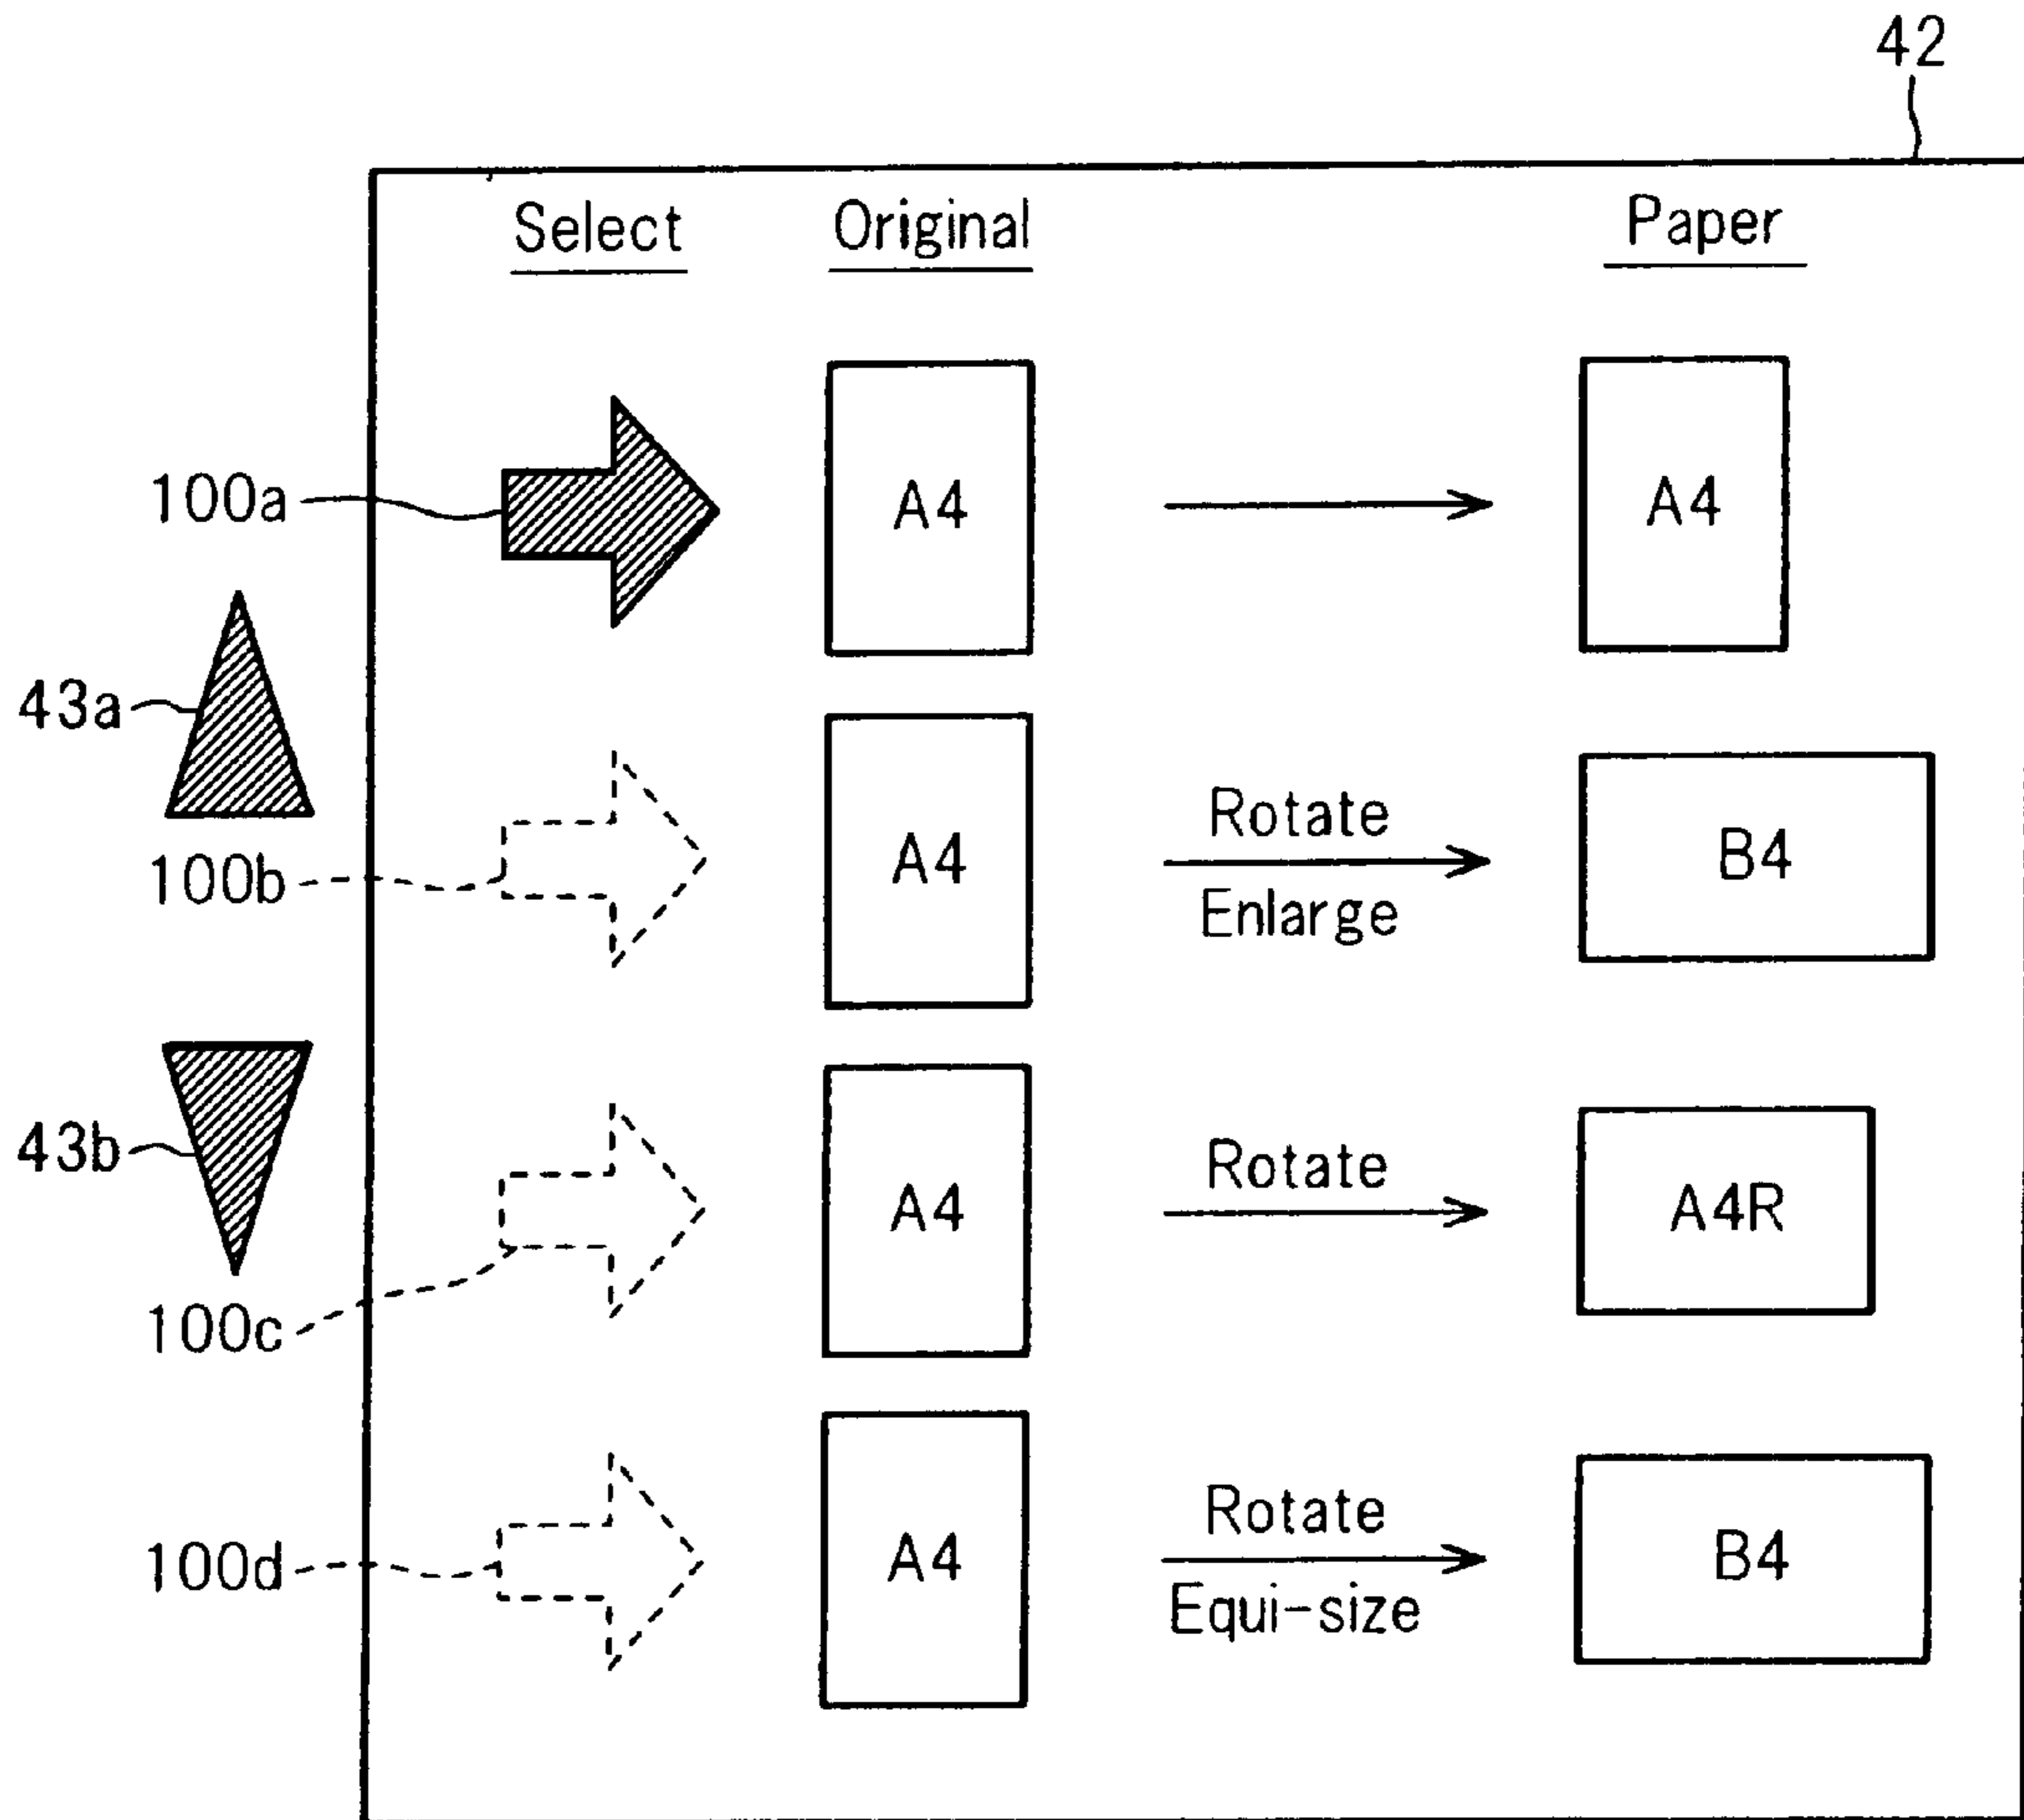 42
Select Original Paper
100a A4 A4
43a
100b A4 Rotate Enlarge B4
43b
100c A4 Rotate A4R
100d A4 Rotate Equi-size B4